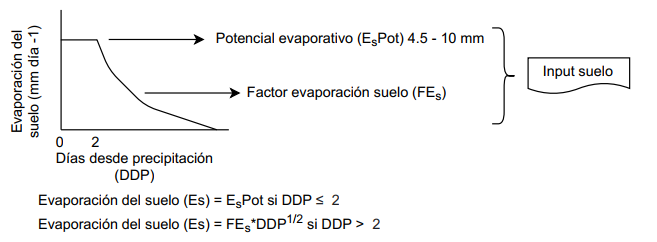 Evaporación del
suelo (mm día -1)
Potencial evaporativo (EsPot) 4.5 - 10 mm
Factor evaporación suelo (FEs)
Input suelo
0 2
Días desde precipitación
(DDP)
Evaporación del suelo (Es) = EsPot si DDP ≤ 2
Evaporación del suelo (Es) = FEs*DDP1/2 si DDP > 2